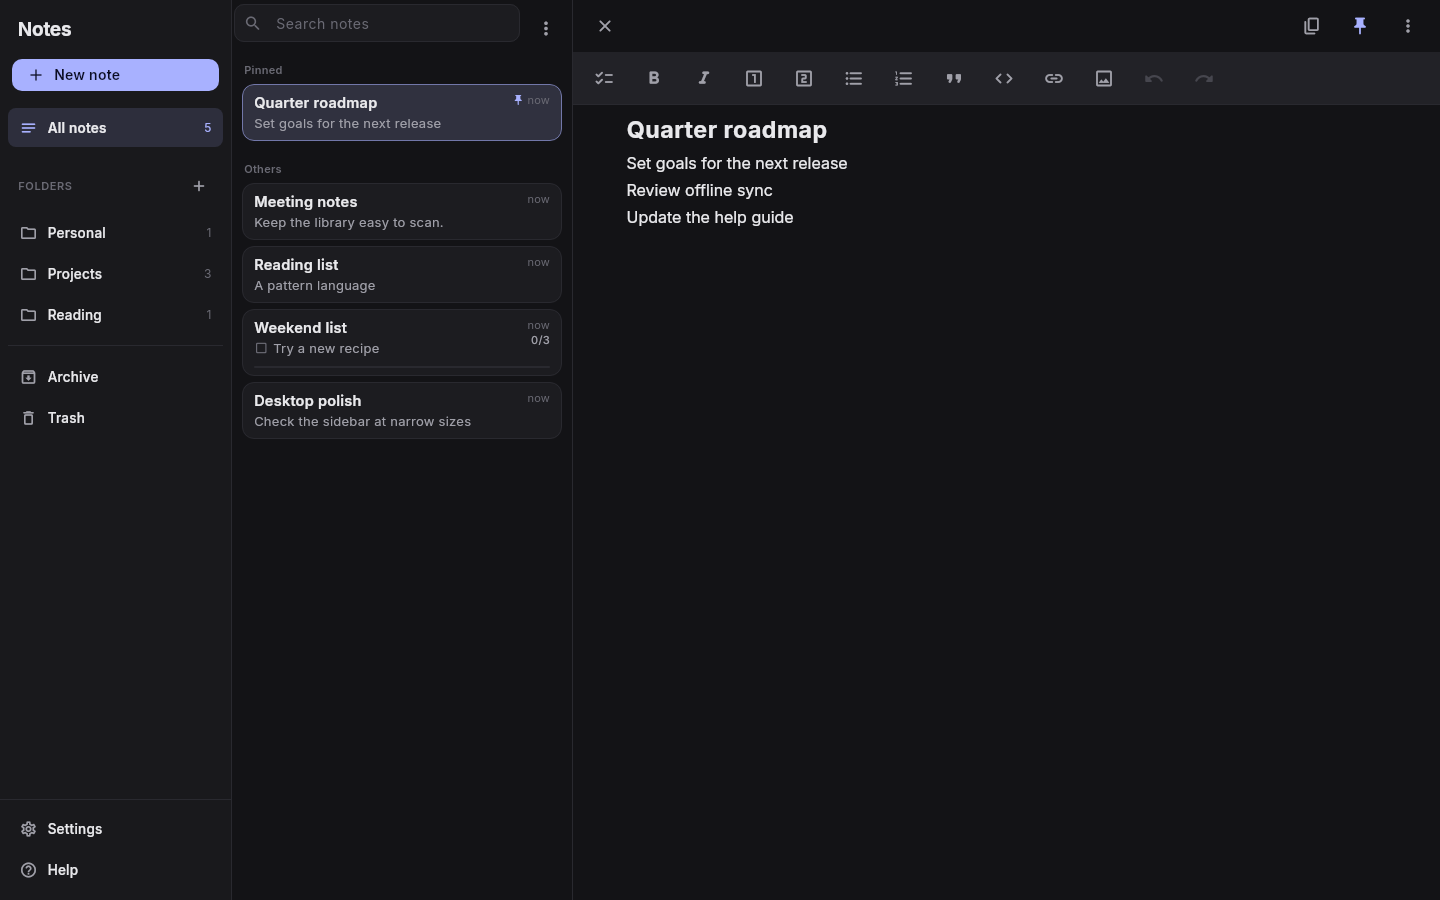 Notes
New note
All notes 5
FOLDERS
Personal 1
Projects 3
Reading 1
Archive
Trash
Settings
Help
Search notes
Pinned
Quarter roadmap now
Set goals for the next release
Others
Meeting notes now
Keep the library easy to scan.
Reading list now
A pattern language
Weekend list now
Try a new recipe 0/3
Desktop polish now
Check the sidebar at narrow sizes
Quarter roadmap
Set goals for the next release
Review offline sync
Update the help guide